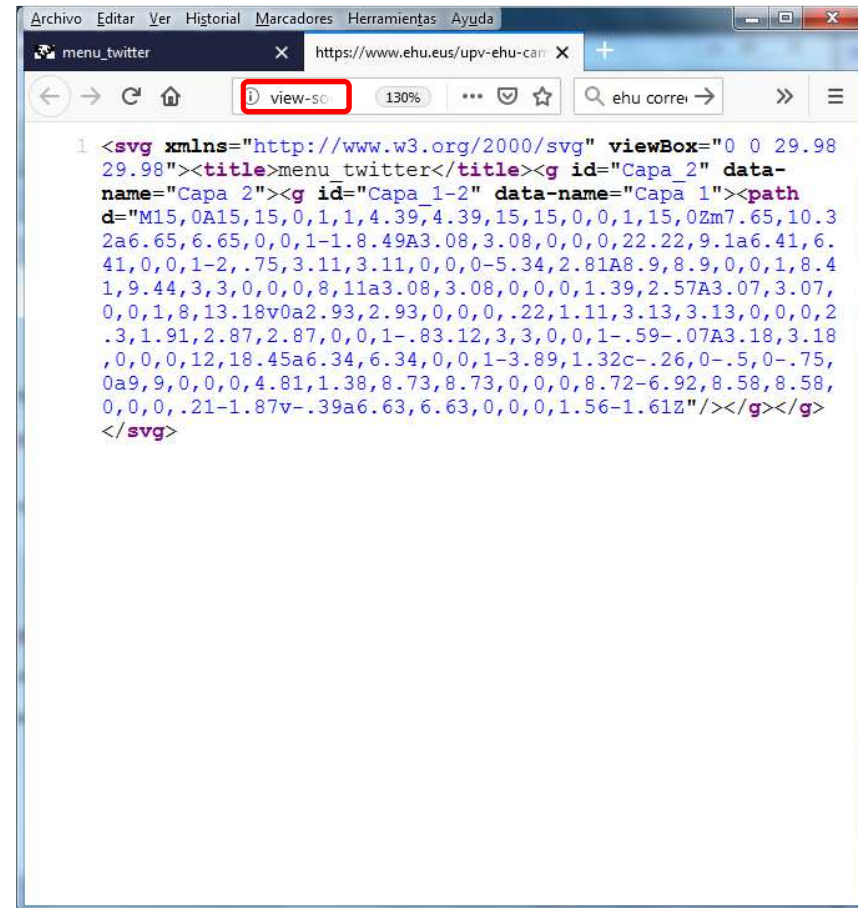 Archivo Editar Ver Historial Marcadores Herramientas Ayuda
menu_twitter https://www.ehu.eus/upv-ehu-can
view-so 130% ehu corre
1 <svg xmlns="http://www.w3.org/2000/svg" viewBox="0 0 29.98
29.98"><title>menu_twitter</title><g id="Capa_2" data-
name="Capa 2"><g id="Capa_1-2" data-name="Capa 1"><path
d="M15,0A15,15,0,1,1,4.39,4.39,15,15,0,0,1,15,0Zm7.65,10.3
2a6.65,6.65,0,0,1-1.8.49A3.08,3.08,0,0,0,22.22,9.1a6.41,6.
41,0,0,1-2,.75,3.11,3.11,0,0,0-5.34,2.81A8.9,8.9,0,0,1,8.4
1,9.44,3,3,0,0,0,8,11a3.08,3.08,0,0,0,1.39,2.57A3.07,3.07,
0,0,1,8,13.18v0a2.93,2.93,0,0,0,.22,1.11,3.13,3.13,0,0,0,2
.3,1.91,2.87,2.87,0,0,1-.83.12,3,3,0,0,1-.59-.07A3.18,3.18
,0,0,0,12,18.45a6.34,6.34,0,0,1-3.89,1.32c-.26,0-.5,0-.75,
0a9,9,0,0,0,4.81,1.38,8.73,8.73,0,0,0,8.72-6.92,8.58,8.58,
0,0,0,.21-1.87v-.39a6.63,6.63,0,0,0,1.56-1.61Z"/></g></g>
</svg>